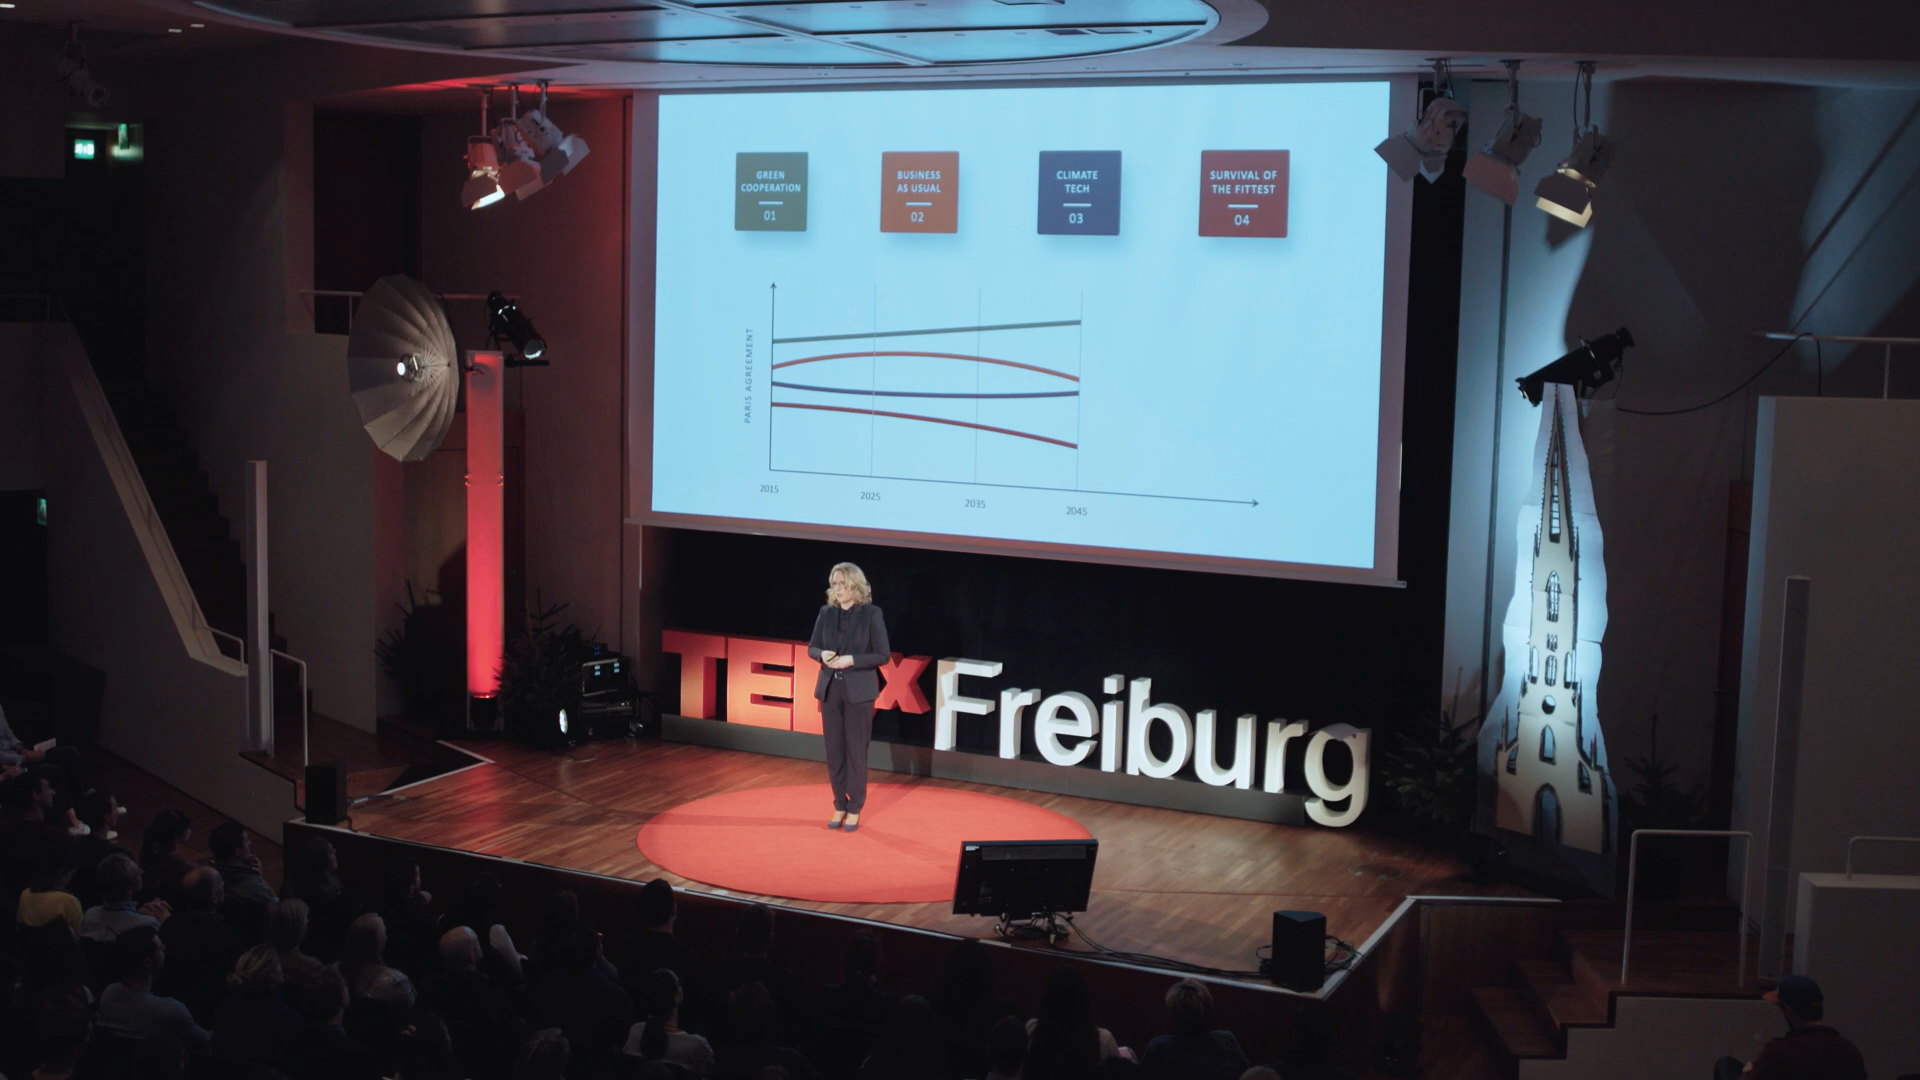 GREEN
COOPERATION
01
BUSINESS
AS USUAL
02
CLIMATE
TECH
03
SURVIVAL OF
THE FITTEST
04
PARIS AGREEMENT
2015
2025
2035
2045
TEDxFreiburg